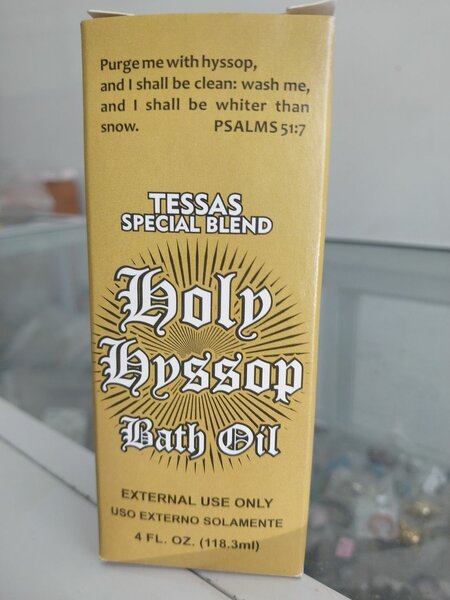 Purge me with hyssop,
and I shall be clean: wash me,
and I shall be whiter than
snow. PSALMS 51:7
TESSAS
SPECIAL BLEND
Holy
Hyssop
Bath Oil
EXTERNAL USE ONLY
USO EXTERNO SOLAMENTE
4 FL. OZ. (118.3ml)